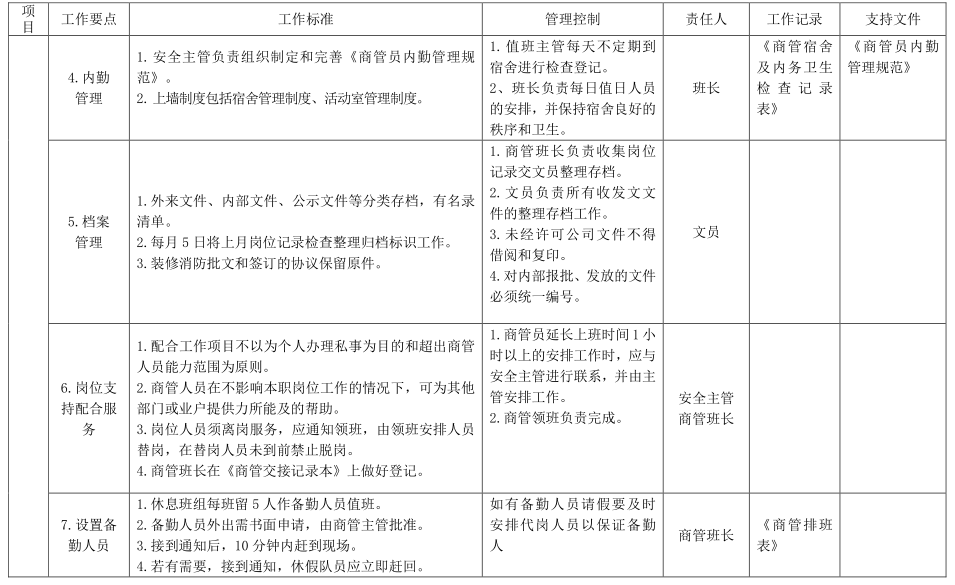 项目
工作要点
工作标准
管理控制
责任人
工作记录
支持文件
4.内勤
管理
1.安全主管负责组织制定和完善《商管员内勤管理规
范》。
2.上墙制度包括宿舍管理制度、活动室管理制度。
1.值班主管每天不定期到
宿舍进行检查登记。
2、班长负责每日值日人员
的安排，并保持宿舍良好的
秩序和卫生。
班长
《商管宿舍
及内务卫生
检查记录
表》
《商管员内勤
管理规范》
5.档案
管理
1.外来文件、内部文件、公示文件等分类存档，有名录
清单。
2.每月5日将上月岗位记录检查整理归档标识工作。
3.装修消防批文和签订的协议保留原件。
1.商管班长负责收集岗位
记录交文员整理存档。
2.文员负责所有收发文文
件的整理存档工作。
3.未经许可公司文件不得
借阅和复印。
4.对内部报批、发放的文件
必须统一编号。
文员
6.岗位支
持配合服
务
1.配合工作项目不以为个人办理私事为目的和超出商管
人员能力范围为原则。
2.商管人员在不影响本职岗位工作的情况下，可为其他
部门或业户提供力所能及的帮助。
3.岗位人员须离岗服务，应通知领班，由领班安排人员
替岗，在替岗人员未到前禁止脱岗。
4.商管班长在《商管交接记录本》上做好登记。
1.商管员延长上班时间1小
时以上的安排工作时，应与
安全主管进行联系，并由主
管安排工作。
2.商管领班负责完成。
安全主管
商管班长
7.设置备
勤人员
1.休息班组每班留5人作备勤人员值班。
2.备勤人员外出需书面申请，由商管主管批准。
3.接到通知后，10分钟内赶到现场。
4.若有需要，接到通知，休假队员应立即赶回。
如有备勤人员请假要及时
安排代岗人员以保证备勤
人
商管班长
《商管排班
表》